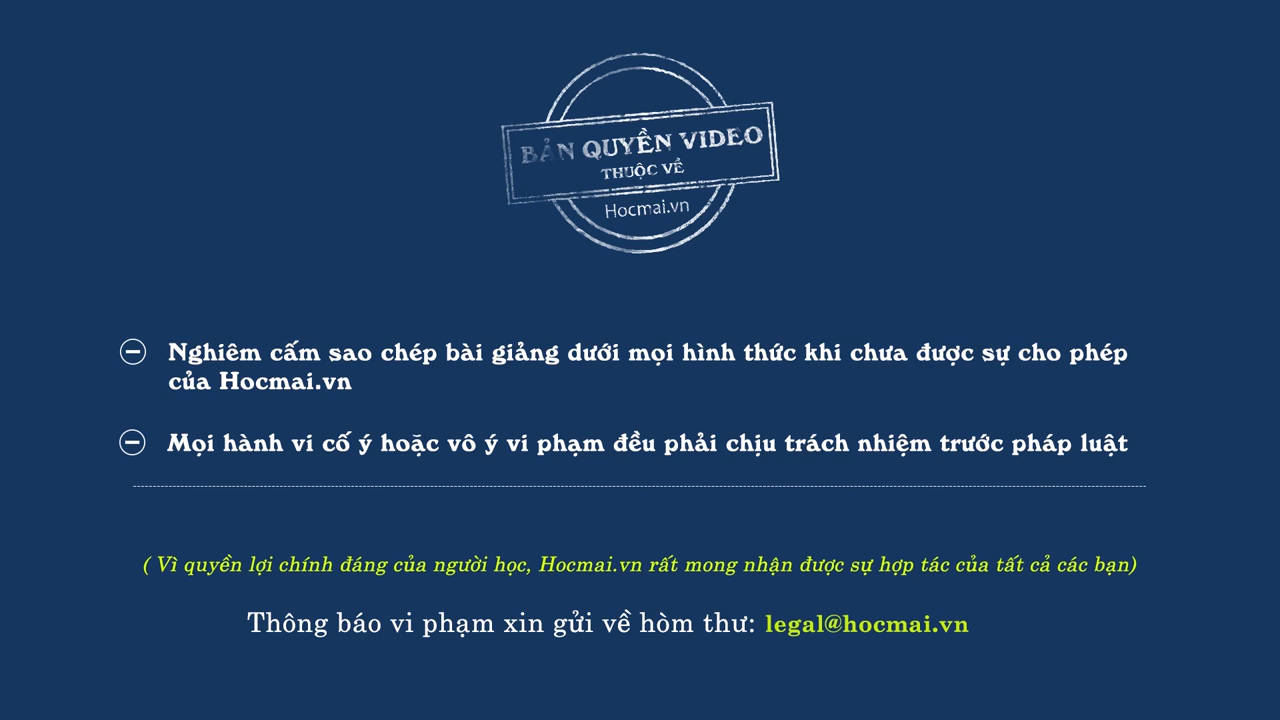 BẢN QUYỀN VIDEO
THUỘC VỀ
Hocmai.vn
Nghiêm cấm sao chép bài giảng dưới mọi hình thức khi chưa được sự cho phép
của Hocmai.vn
Mọi hành vi cố ý hoặc vô ý vi phạm đều phải chịu trách nhiệm trước pháp luật
( Vì quyền lợi chính đáng của người học, Hocmai.vn rất mong nhận được sự hợp tác của tất cả các bạn)
Thông báo vi phạm xin gửi về hòm thư: legal@hocmai.vn